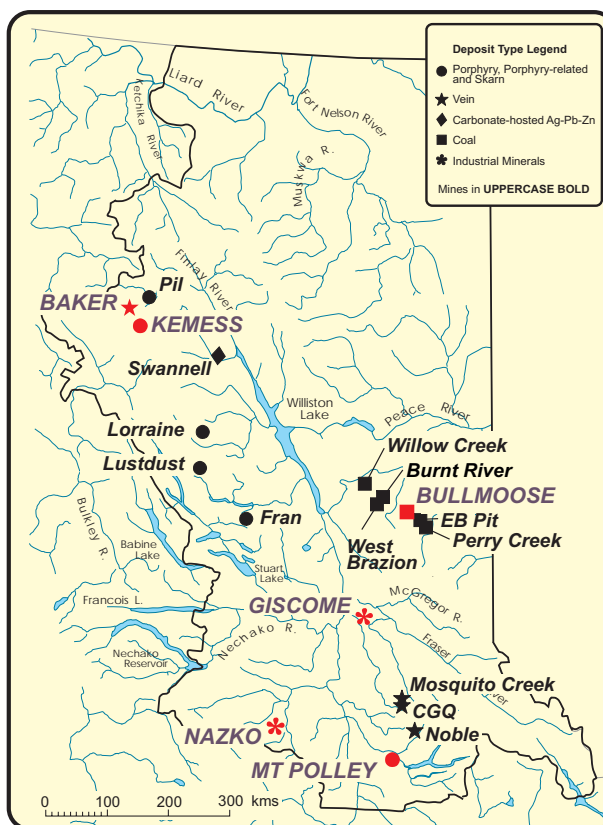 Deposit Type Legend
Porphyry, Porphyry-related
and Skarn
Vein
Carbonate-hosted Ag-Pb-Zn
Coal
Industrial Minerals
Mines in UPPERCASE BOLD
Liard River
Ketchika River
Fort Nelson River
Muskwa R.
Finlay River
Pil
BAKER
KEMESS
Swannell
Williston
Lake
Peace River
Lorraine
Willow Creek
Burnt River
Lustdust
BULLMOOSE
EB Pit
Fran
Perry Creek
West
Brazion
Bulkley R.
Babine
Lake
Stuart
Lake
Francois L.
GISCOME
McGregor R.
Nechako R.
Fraser
River
Nechako
Reservoir
Mosquito Creek
CGQ
Noble
NAZKO
MT POLLEY
0 100 200 300 kms